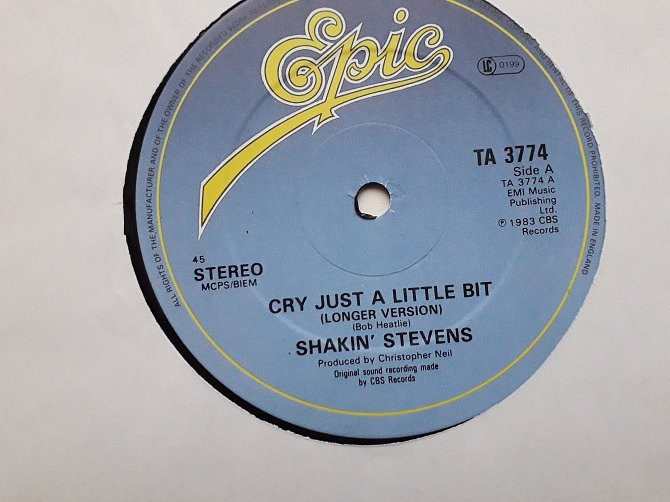 Epic
LC 0199
TA 3774
Side A
TA 3774 A
EMI Music
Publishing
Ltd.
℗ 1983 CBS
Records
45
STEREO
MCPS/BIEM
CRY JUST A LITTLE BIT
(LONGER VERSION)
(Bob Heatlie)
SHAKIN' STEVENS
Produced by Christopher Neil
Original sound recording made
by CBS Records
ALL RIGHTS OF THE MANUFACTURER AND OF THE OWNER OF THE RECORDED WORK
OF THIS RECORD PROHIBITED. MADE IN ENGLAND